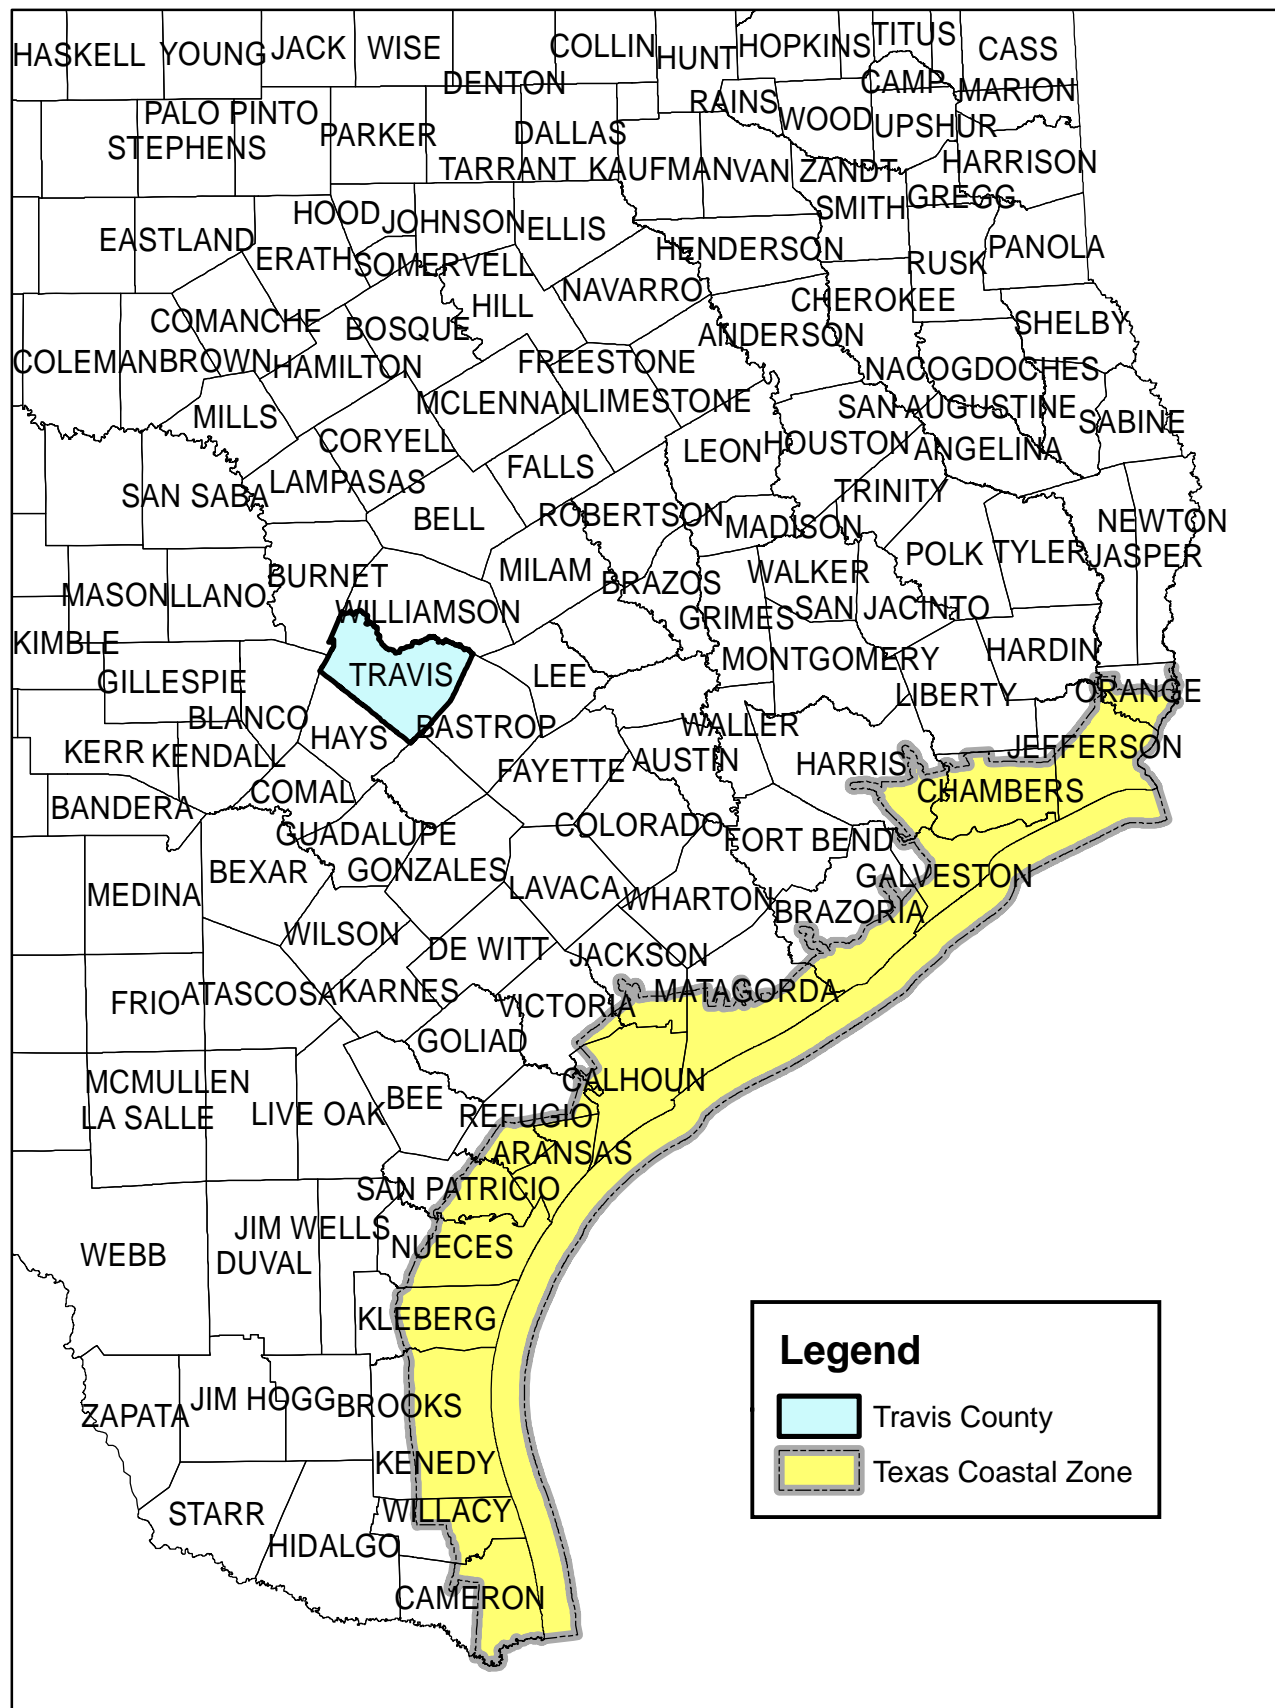 HASKELL
YOUNG
JACK
WISE
DENTON
COLLIN
HUNT
HOPKINS
TITUS
CASS
CAMP
MARION
RAINS
WOOD
UPSHUR
PALO PINTO
STEPHENS
PARKER
DALLAS
TARRANT
KAUFMAN
VAN ZANDT
HARRISON
GREGG
SMITH
HOOD
JOHNSON
ELLIS
EASTLAND
ERATH
SOMERVELL
HENDERSON
RUSK
PANOLA
HILL
NAVARRO
CHEROKEE
COMANCHE
BOSQUE
ANDERSON
SHELBY
COLEMAN
BROWN
HAMILTON
FREESTONE
NACOGDOCHES
MILLS
MCLENNAN
LIMESTONE
SAN AUGUSTINE
SABINE
CORYELL
LEON
HOUSTON
ANGELINA
FALLS
LAMPASAS
SAN SABA
TRINITY
BELL
ROBERTSON
MADISON
NEWTON
POLK
TYLER
JASPER
BURNET
MILAM
BRAZOS
WALKER
MASON
LLANO
WILLIAMSON
GRIMES
SAN JACINTO
KIMBLE
TRAVIS
LEE
MONTGOMERY
HARDIN
GILLESPIE
LIBERTY
ORANGE
BLANCO
HAYS
BASTROP
WALLER
KERR
KENDALL
FAYETTE
AUSTIN
HARRIS
JEFFERSON
BANDERA
COMAL
CHAMBERS
GUADALUPE
COLORADO
FORT BEND
BEXAR
GONZALES
GALVESTON
MEDINA
LAVACA
WHARTON
BRAZORIA
WILSON
DE WITT
JACKSON
FRIO
ATASCOSA
KARNES
VICTORIA
MATAGORDA
GOLIAD
MCMULLEN
CALHOUN
LA SALLE
LIVE OAK
BEE
REFUGIO
ARANSAS
SAN PATRICIO
JIM WELLS
WEBB
DUVAL
NUECES
KLEBERG
ZAPATA
JIM HOGG
BROOKS
KENEDY
STARR
WILLACY
HIDALGO
CAMERON
Legend
Travis County
Texas Coastal Zone